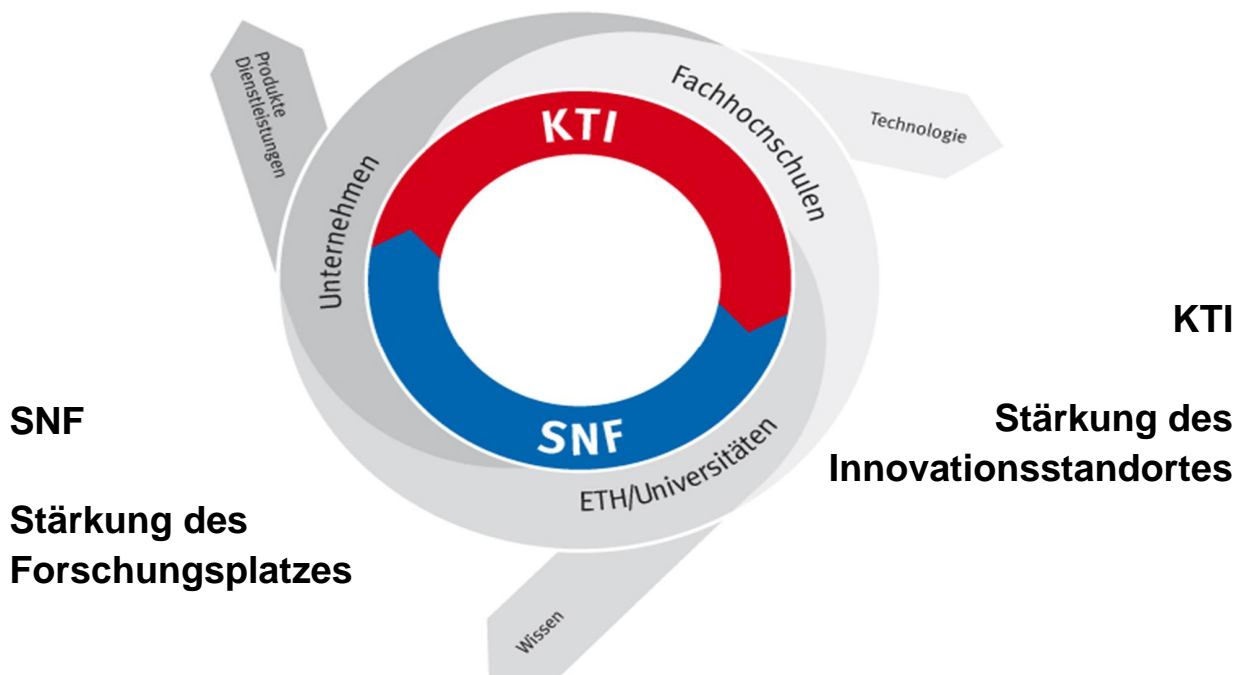 Produkte
Dienstleistungen
Unternehmen
KTI
Fachhochschulen
Technologie
SNF
ETH/Universitäten
Wissen
SNF
Stärkung des
Forschungsplatzes
KTI
Stärkung des
Innovationsstandortes